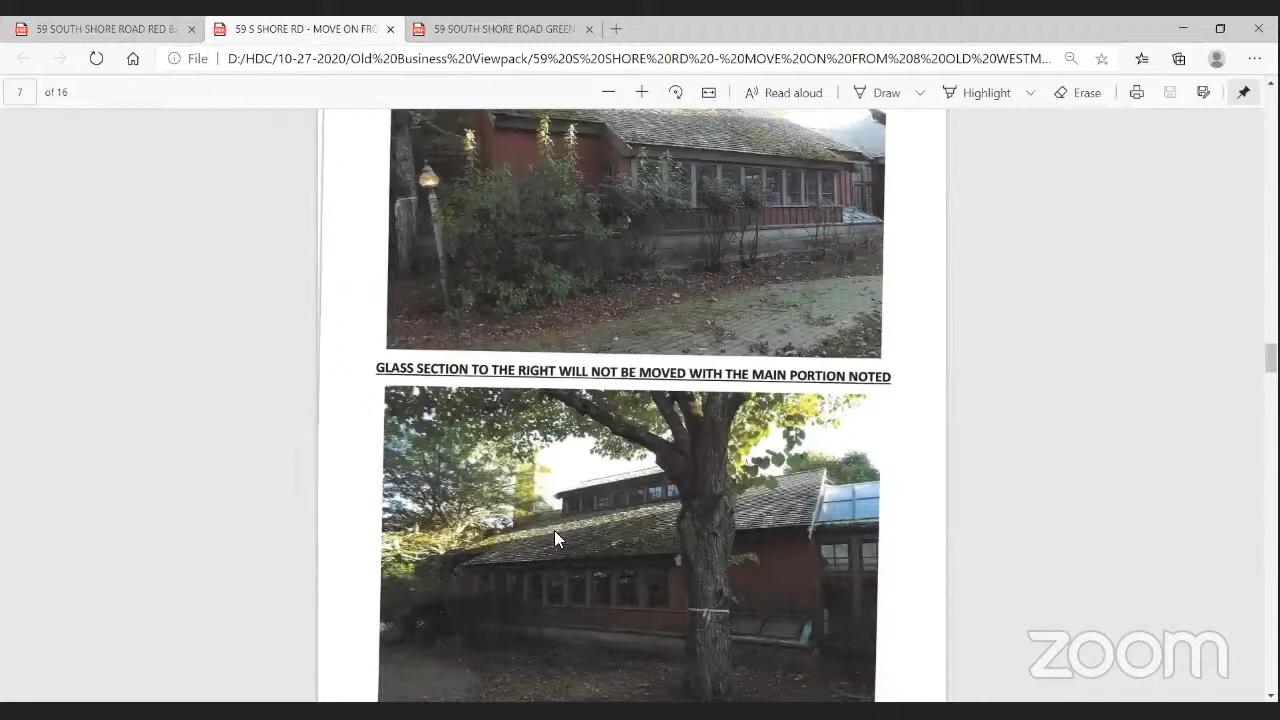 59 SOUTH SHORE ROAD RED BA
59 S SHORE RD - MOVE ON FRO
59 SOUTH SHORE ROAD GREEN
File
D:/HDC/10-27-2020/Old%20Business%20Viewpack/59%20S%20SHORE%20RD%20-%20MOVE%20ON%20FROM%208%20OLD%20WESTM...
7 of 16
Read aloud
Draw
Highlight
Erase
GLASS SECTION TO THE RIGHT WILL NOT BE MOVED WITH THE MAIN PORTION NOTED
zoom